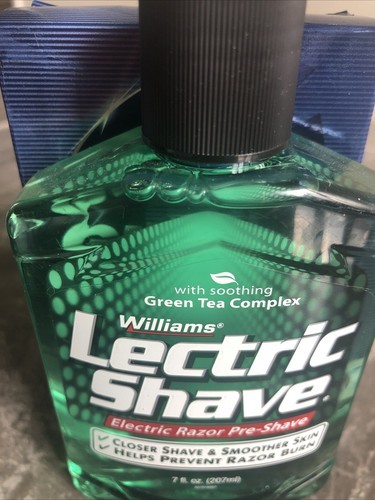 with soothing
Green Tea Complex
Williams®
Lectric
Shave.
Electric Razor Pre-Shave
✓ CLOSER SHAVE & SMOOTHER SKIN
✓ HELPS PREVENT RAZOR BURN
7 fl. oz. (207ml)